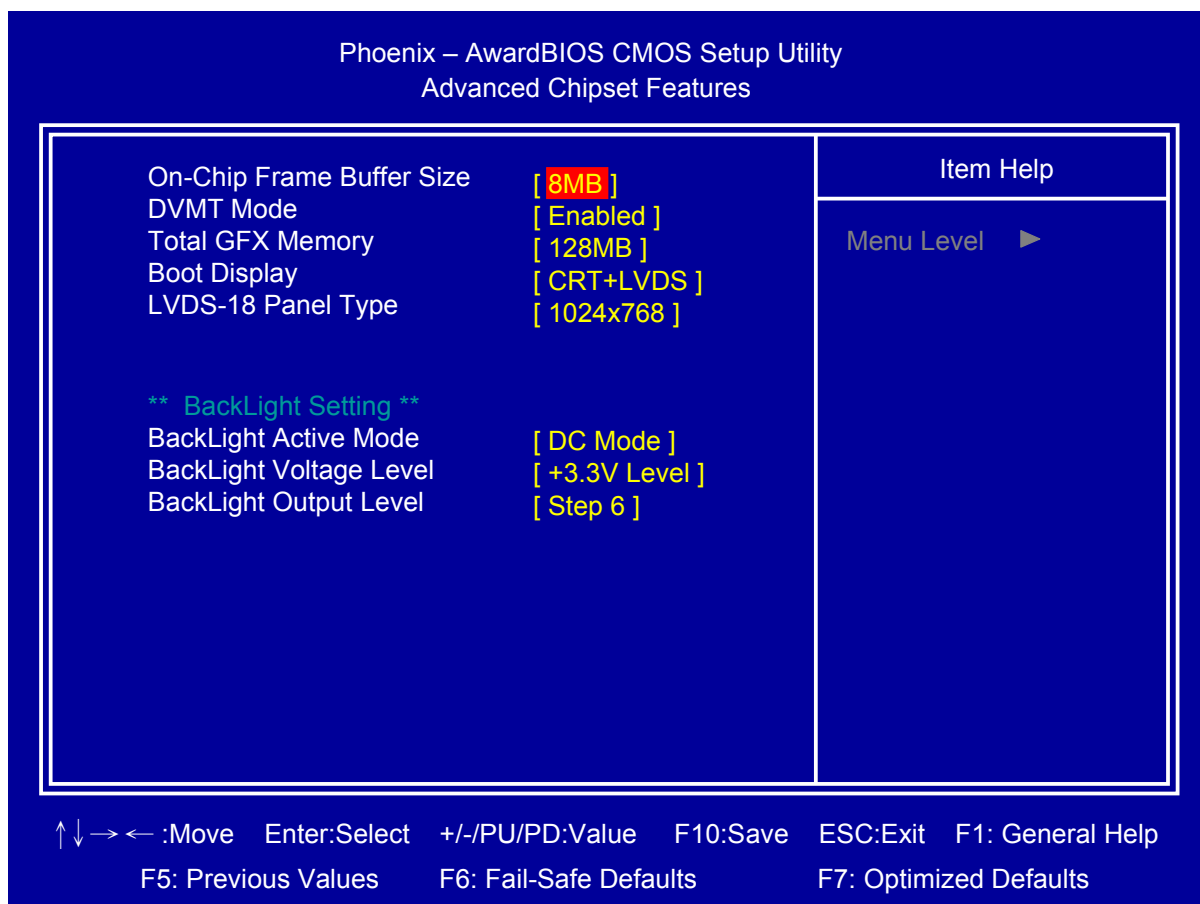 Phoenix – AwardBIOS CMOS Setup Utility
Advanced Chipset Features
On-Chip Frame Buffer Size [ 8MB ]
DVMT Mode [ Enabled ]
Total GFX Memory [ 128MB ]
Boot Display [ CRT+LVDS ]
LVDS-18 Panel Type [ 1024x768 ]
** BackLight Setting **
BackLight Active Mode [ DC Mode ]
BackLight Voltage Level [ +3.3V Level ]
BackLight Output Level [ Step 6 ]
Item Help
Menu Level ►
↑↓→← :Move Enter:Select +/-/PU/PD:Value F10:Save ESC:Exit F1: General Help
F5: Previous Values F6: Fail-Safe Defaults F7: Optimized Defaults